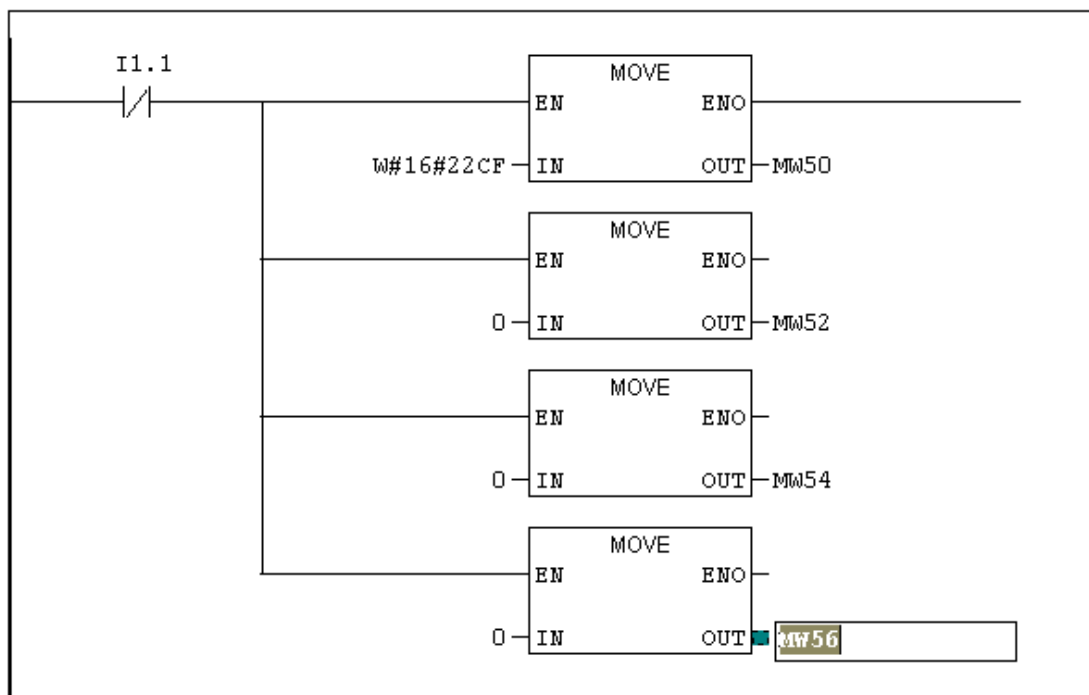 I1.1
MOVE
EN ENO
W#16#22CF IN OUT MW50
MOVE
EN ENO
0 IN OUT MW52
MOVE
EN ENO
0 IN OUT MW54
MOVE
EN ENO
0 IN OUT MW56